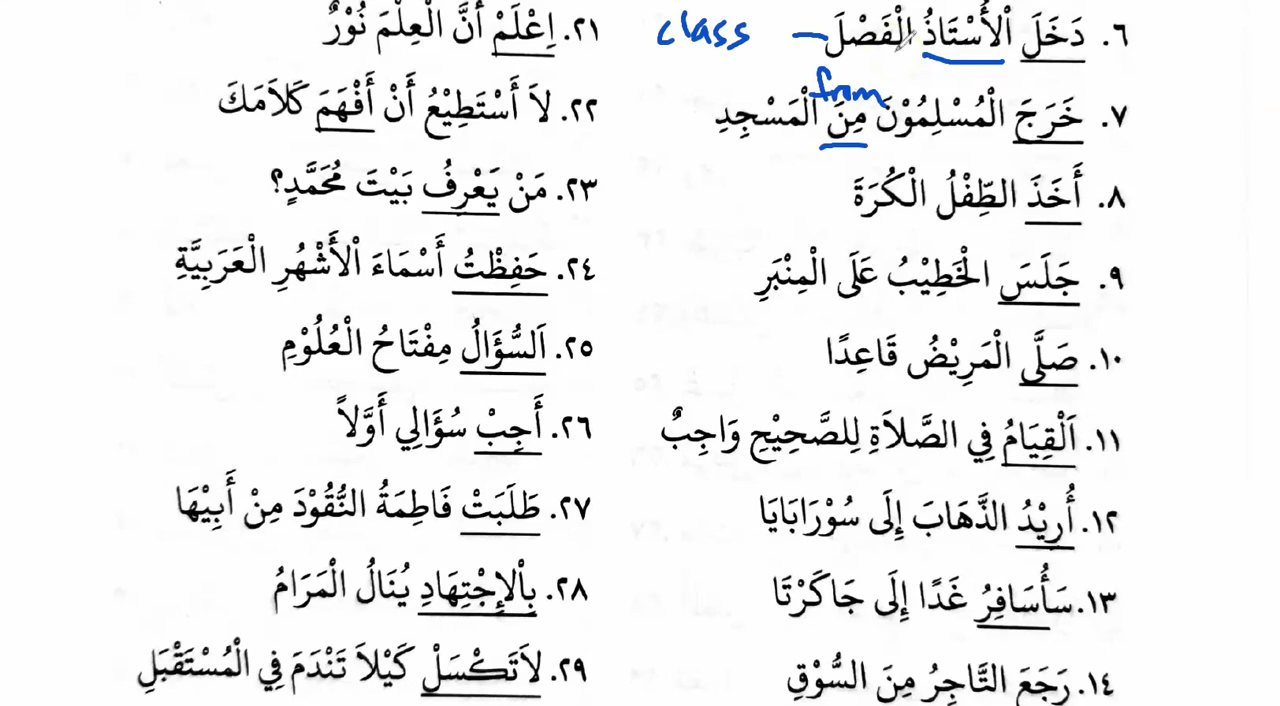 ٦. دَخَلَ اْلأُسْتَاذُ الْفَصْلَ – class
from
٧. خَرَجَ الْمُسْلِمُوْنَ مِنَ الْمَسْجِدِ
٨. أَخَذَ الطِّفْلُ الْكُرَةَ
٩. جَلَسَ الْخَطِيْبُ عَلَى الْمِنْبَرِ
١٠. صَلَّى الْمَرِيْضُ قَاعِدًا
١١. اَلْقِيَامُ فِي الصَّلاَةِ لِلصَّحِيْحِ وَاجِبٌ
١٢. أُرِيْدُ الذَّهَابَ إِلَى سُوْرَابَايَا
١٣. سَأُسَافِرُ غَدًا إِلَى جَاكَرْتَا
١٤. رَجَعَ التَّاجِرُ مِنَ السُّوْقِ
٢١. اِعْلَمْ أَنَّ الْعِلْمَ نُوْرٌ
٢٢. لاَ أَسْتَطِيْعُ أَنْ أَفْهَمَ كَلاَمَكَ
٢٣. مَنْ يَعْرِفُ بَيْتَ مُحَمَّدٍ؟
٢٤. حَفِظْتُ أَسْمَاءَ اْلأَشْهُرِ الْعَرَبِيَّةِ
٢٥. اَلسُّؤَالُ مِفْتَاحُ الْعُلُوْمِ
٢٦. أَجِبْ سُؤَالِي أَوَّلاً
٢٧. طَلَبَتْ فَاطِمَةُ النُّقُوْدَ مِنْ أَبِيْهَا
٢٨. بِاْلإِجْتِهَادِ يُنَالُ الْمَرَامُ
٢٩. لاَتَكْسَلْ كَيْلاَ تَنْدَمَ فِي الْمُسْتَقْبَلِ